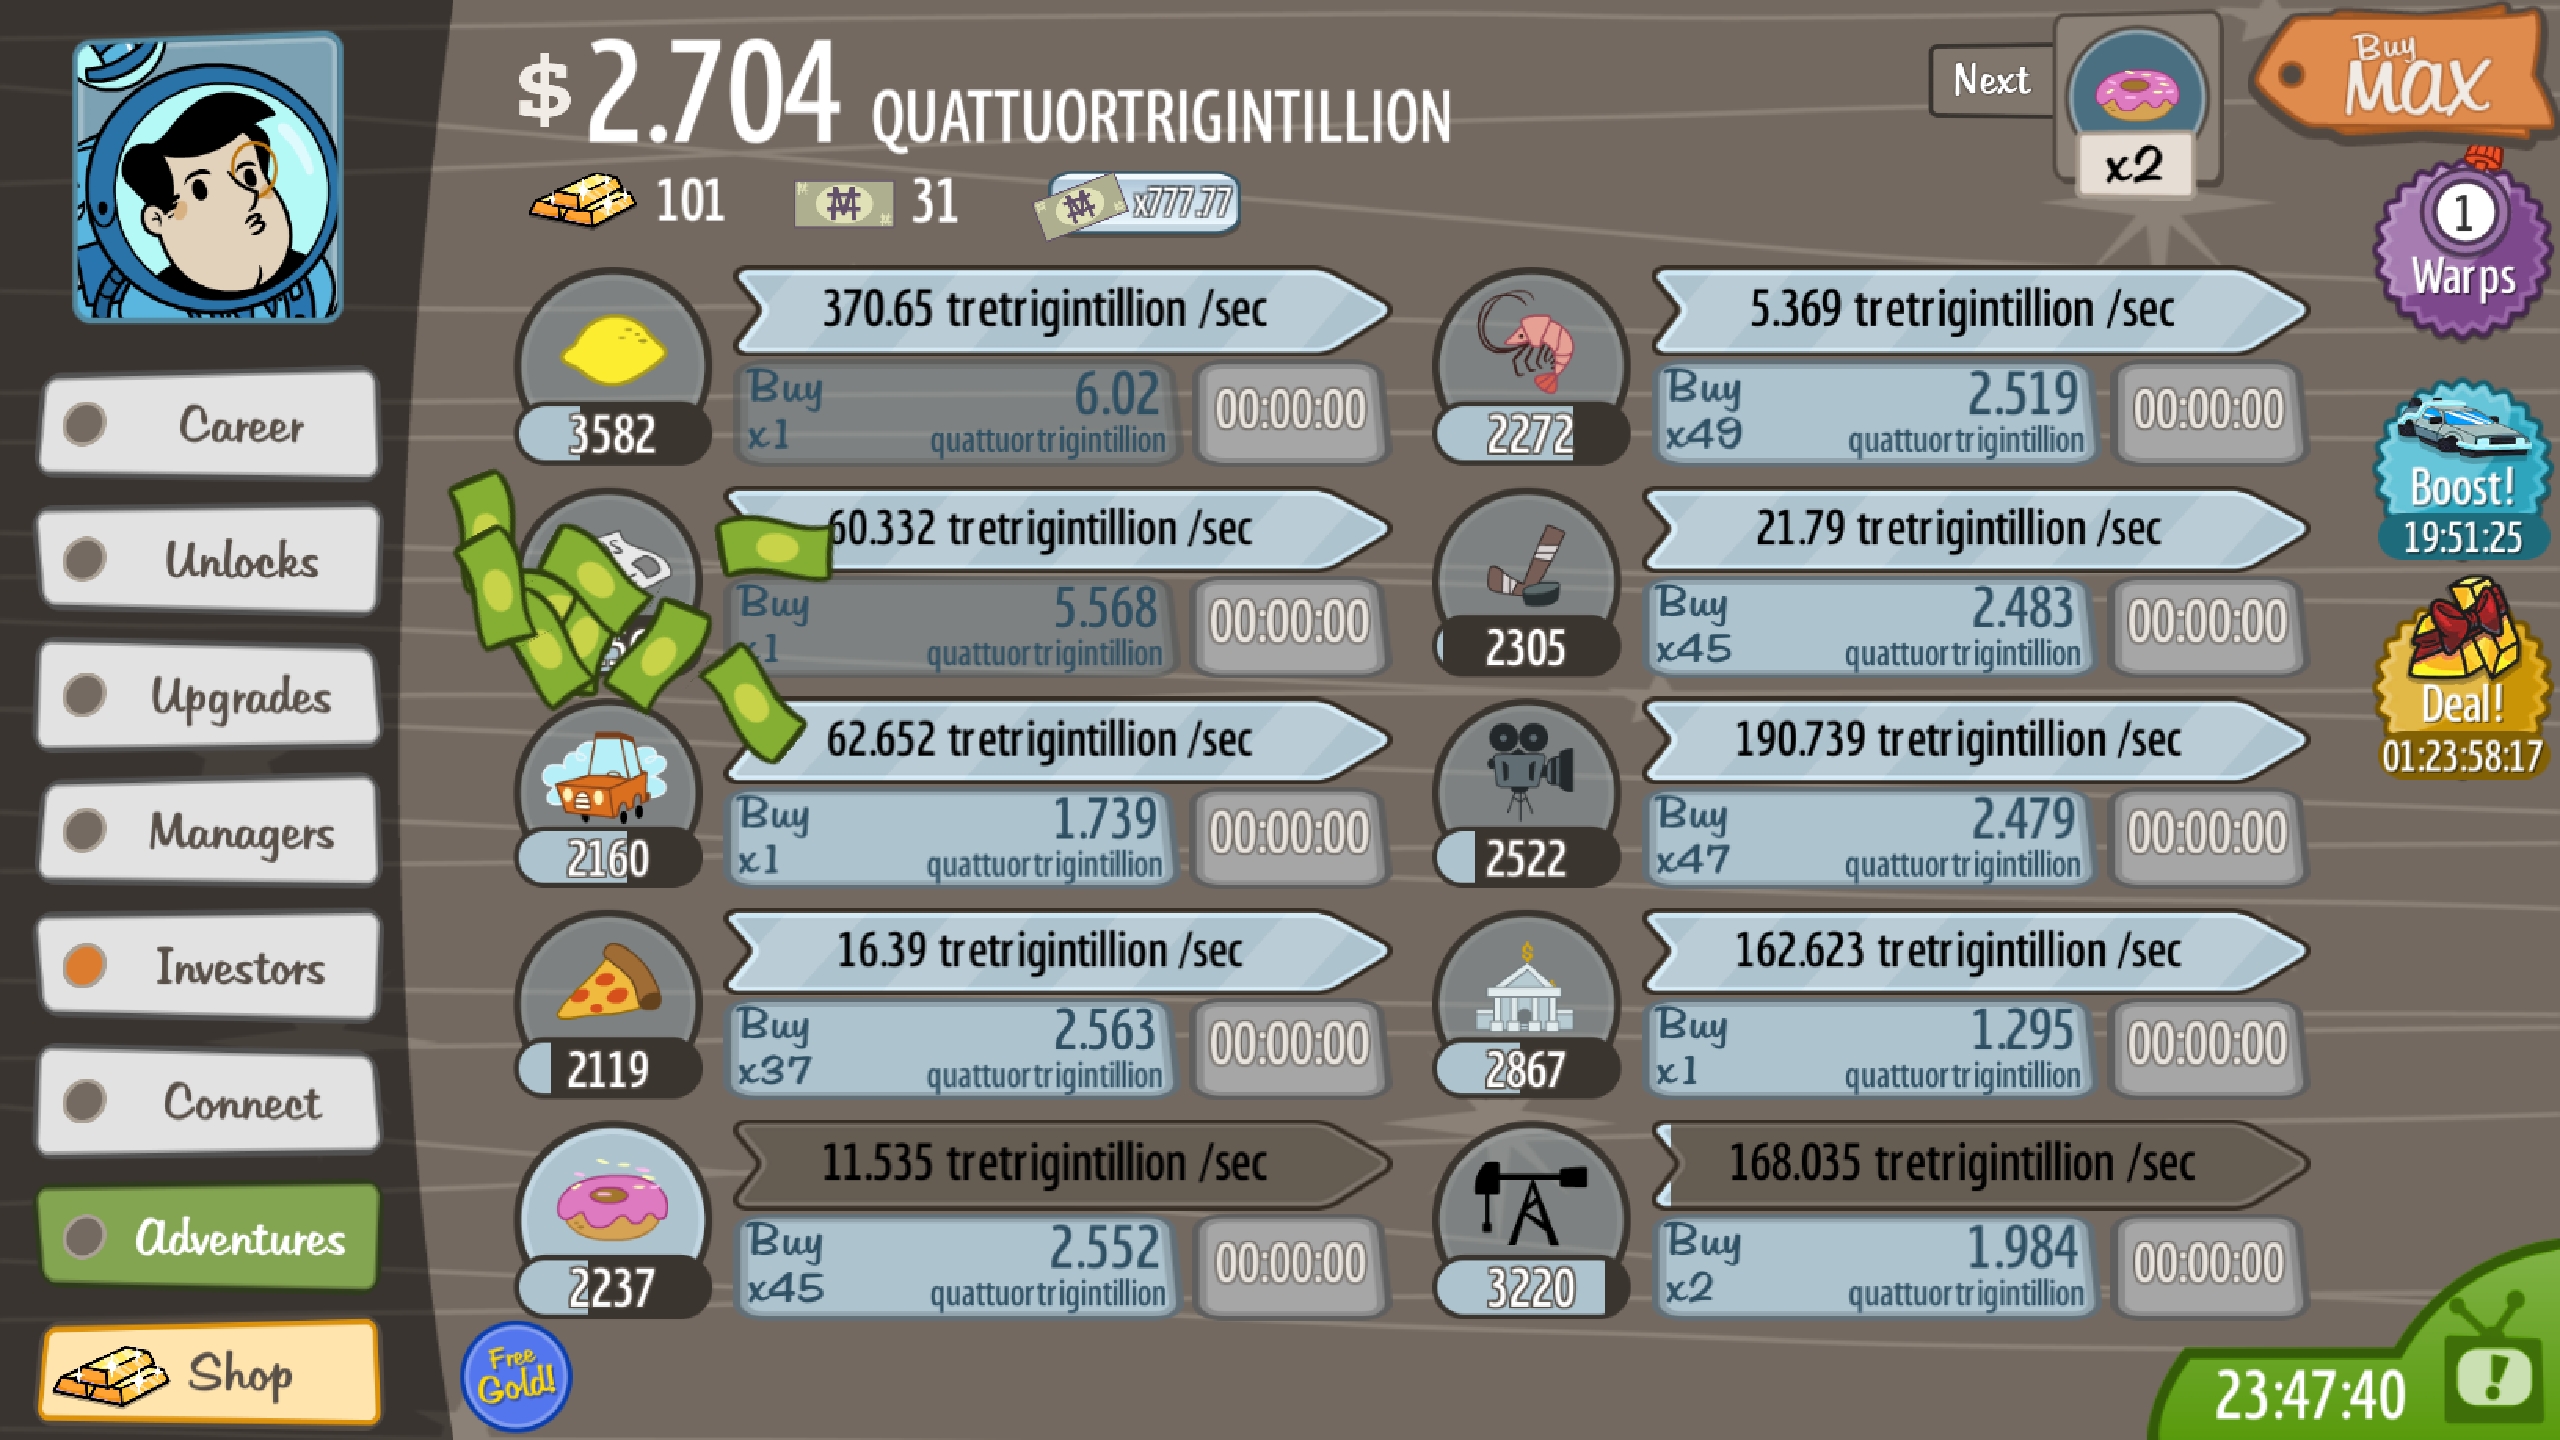 $2.704 QUATTUORTRIGINTILLION
Next
x2
Buy
MAX
101
31
x777.77
1
Warps
Boost!
19:51:25
Deal!
01:23:58:17
Career
Unlocks
Upgrades
Managers
Investors
Connect
Adventures
Shop
370.65 tretrigintillion /sec
3582
Buy
x1
6.02
quattuortrigintillion
00:00:00
5.369 tretrigintillion /sec
2272
Buy
x49
2.519
quattuortrigintillion
00:00:00
60.332 tretrigintillion /sec
Buy
5.568
quattuortrigintillion
00:00:00
21.79 tretrigintillion /sec
2305
Buy
x45
2.483
quattuortrigintillion
00:00:00
62.652 tretrigintillion /sec
2160
Buy
x1
1.739
quattuortrigintillion
00:00:00
190.739 tretrigintillion /sec
2522
Buy
x47
2.479
quattuortrigintillion
00:00:00
16.39 tretrigintillion /sec
2119
Buy
x37
2.563
quattuortrigintillion
00:00:00
162.623 tretrigintillion /sec
2867
Buy
x1
1.295
quattuortrigintillion
00:00:00
11.535 tretrigintillion /sec
2237
Buy
x45
2.552
quattuortrigintillion
00:00:00
168.035 tretrigintillion /sec
3220
Buy
x2
1.984
quattuortrigintillion
00:00:00
Free
Gold!
23:47:40